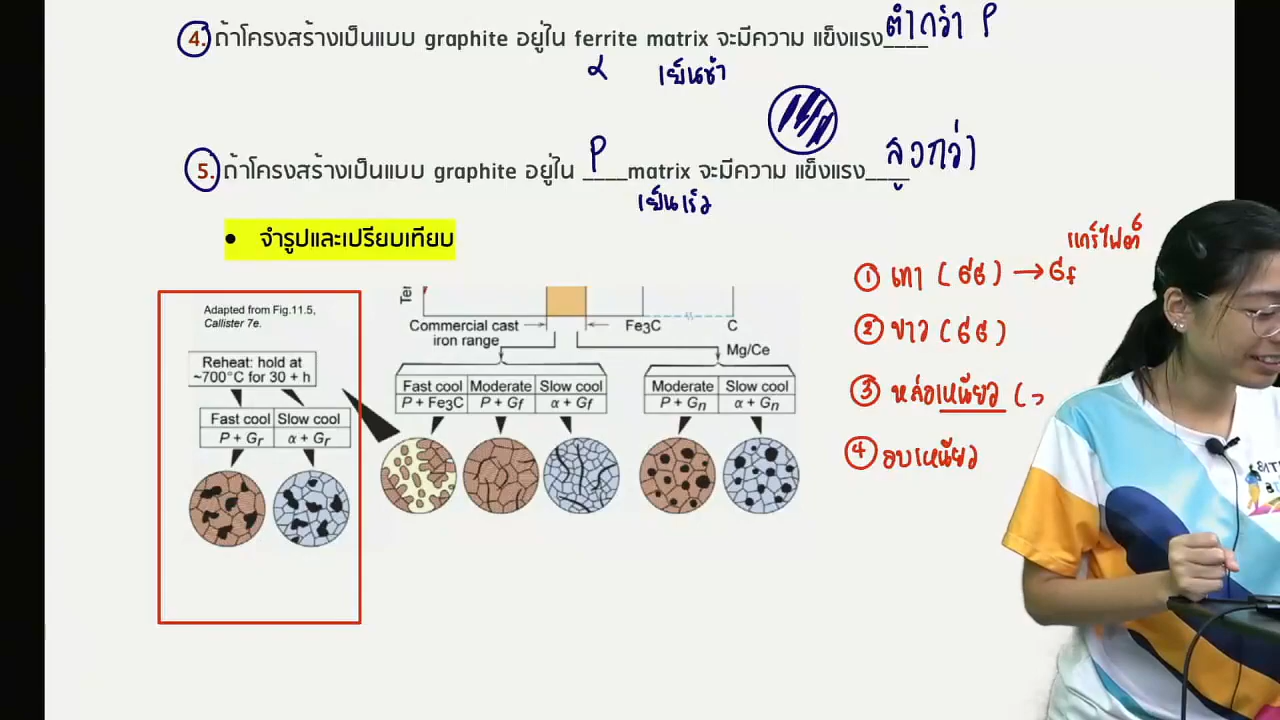 4. ถ้าโครงสร้างเป็นแบบ graphite อยู่ใน ferrite matrix จะมีความ แข็งแรง____ ต่ำกว่า P
α เย็นช้า
5. ถ้าโครงสร้างเป็นแบบ graphite อยู่ใน ____matrix จะมีความ แข็งแรง____ สูงกว่า
P เย็นเร็ว
• จำรูปและเปรียบเทียบ
แกร์ไฟต์
① เทา ( GG ) → Gf
② ขาว ( GG )
③ หล่อเหนียว (
④ อบเหนียว
Adapted from Fig.11.5,
Callister 7e.
Reheat: hold at
~700°C for 30 + h
Fast cool Slow cool
P + Gr α + Gr
Commercial cast
iron range
Fe3C C
Mg/Ce
Fast cool Moderate Slow cool
P + Fe3C P + Gf α + Gf
Moderate Slow cool
P + Gn α + Gn